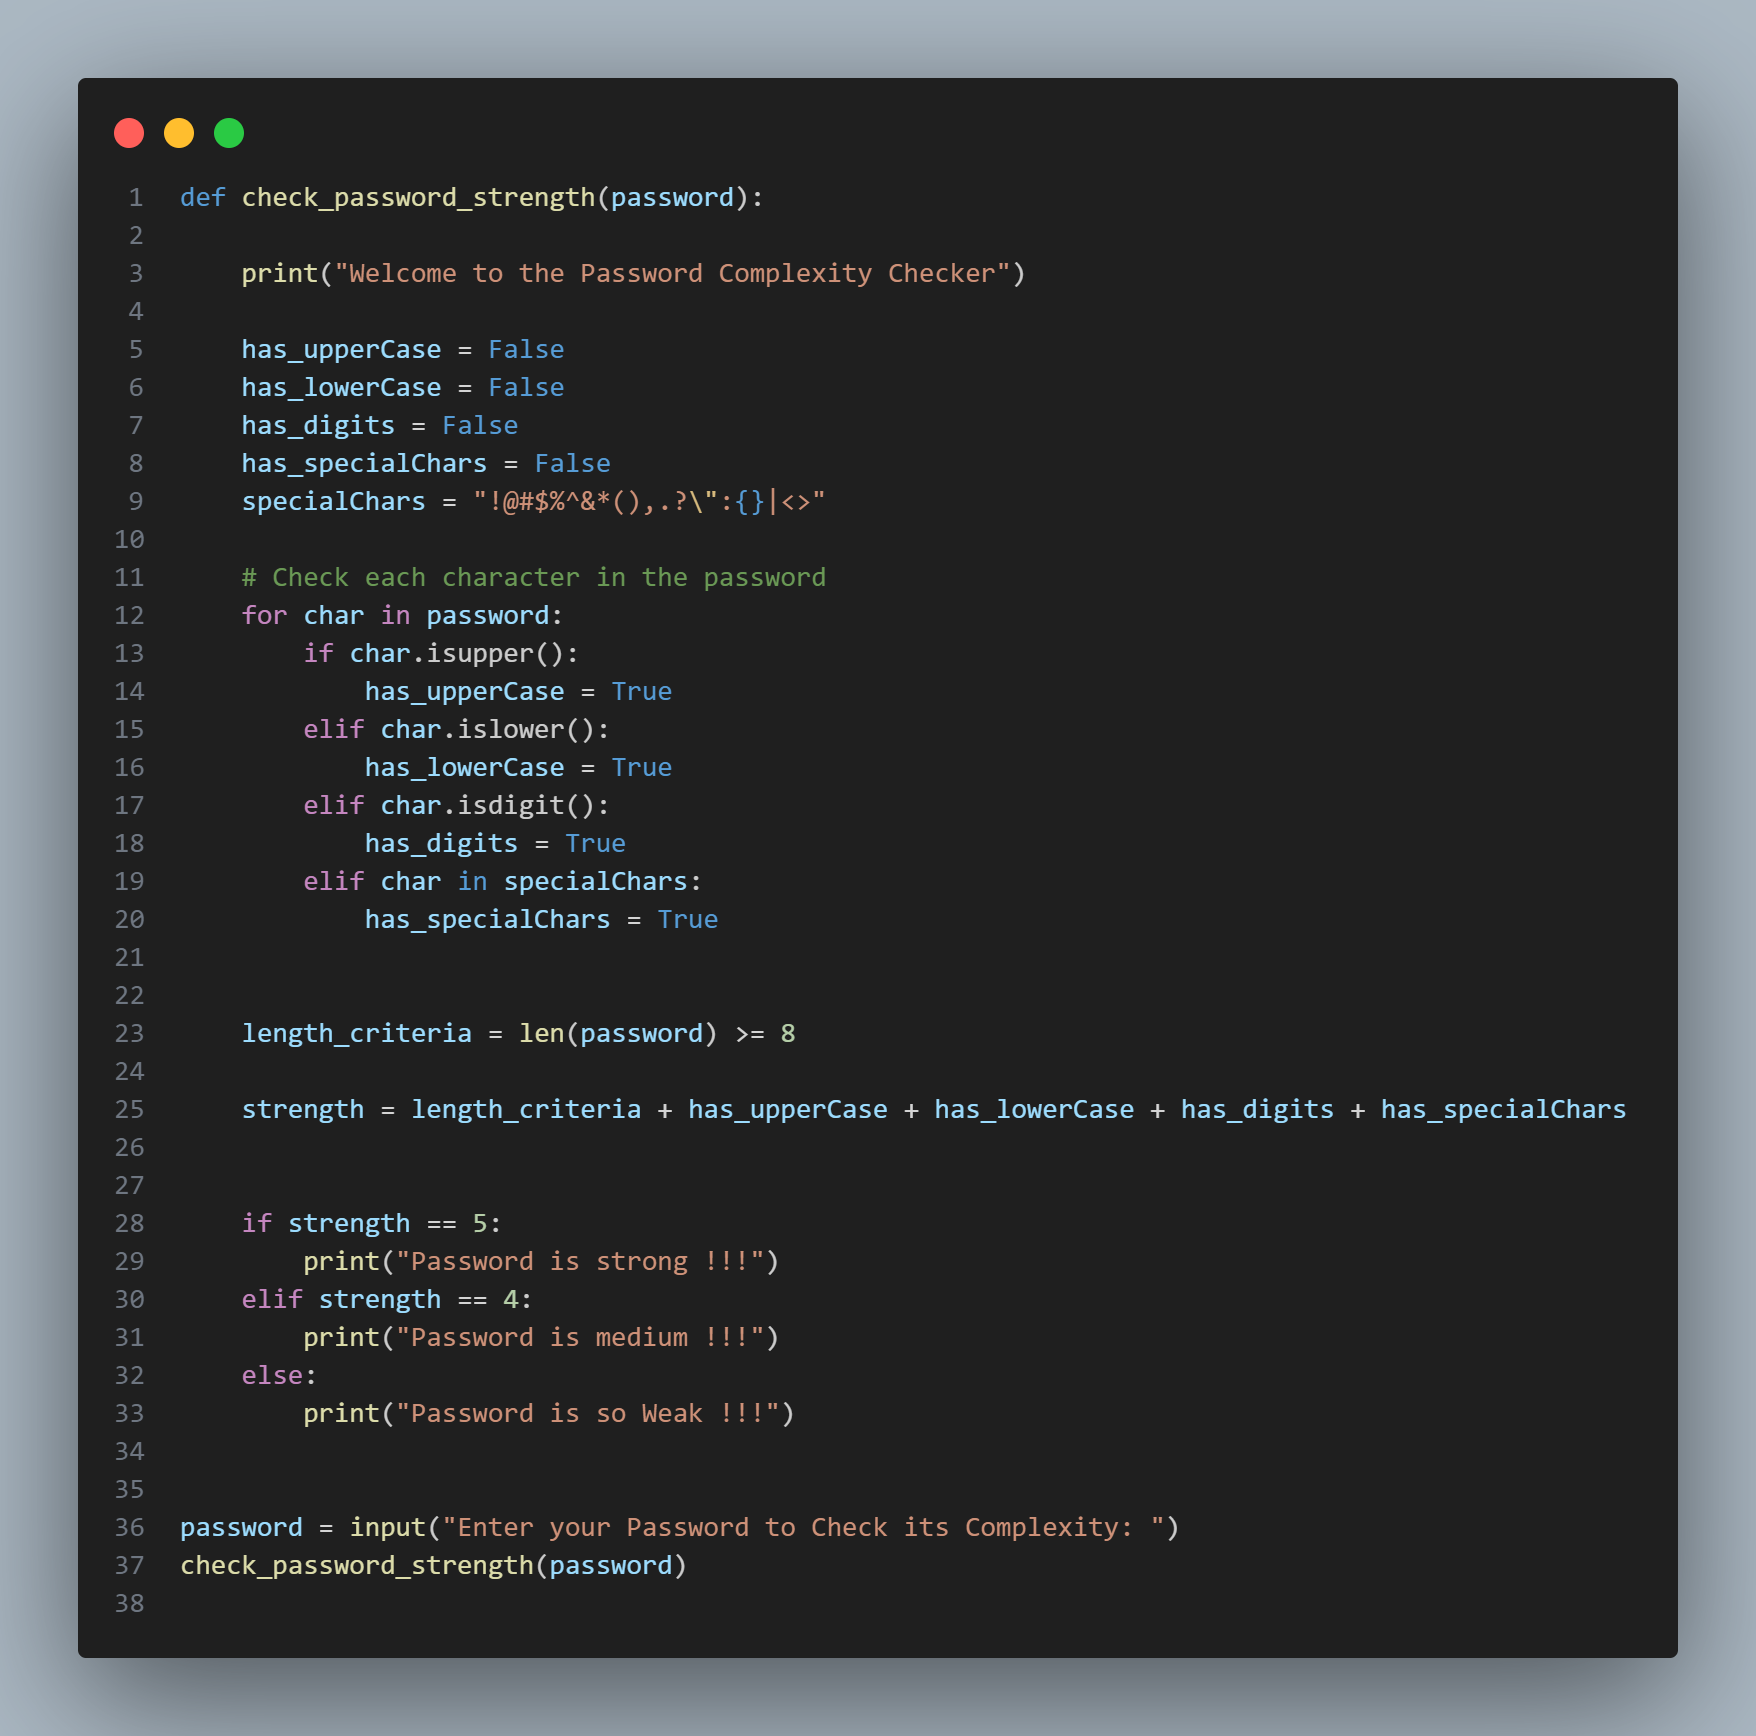 1 def check_password_strength(password):
2
3     print("Welcome to the Password Complexity Checker")
4
5     has_upperCase = False
6     has_lowerCase = False
7     has_digits = False
8     has_specialChars = False
9     specialChars = "!@#$%^&*(),.?\":{}|<>"
10
11     # Check each character in the password
12     for char in password:
13         if char.isupper():
14             has_upperCase = True
15         elif char.islower():
16             has_lowerCase = True
17         elif char.isdigit():
18             has_digits = True
19         elif char in specialChars:
20             has_specialChars = True
21
22
23     length_criteria = len(password) >= 8
24
25     strength = length_criteria + has_upperCase + has_lowerCase + has_digits + has_specialChars
26
27
28     if strength == 5:
29         print("Password is strong !!!")
30     elif strength == 4:
31         print("Password is medium !!!")
32     else:
33         print("Password is so Weak !!!")
34
35
36 password = input("Enter your Password to Check its Complexity: ")
37 check_password_strength(password)
38